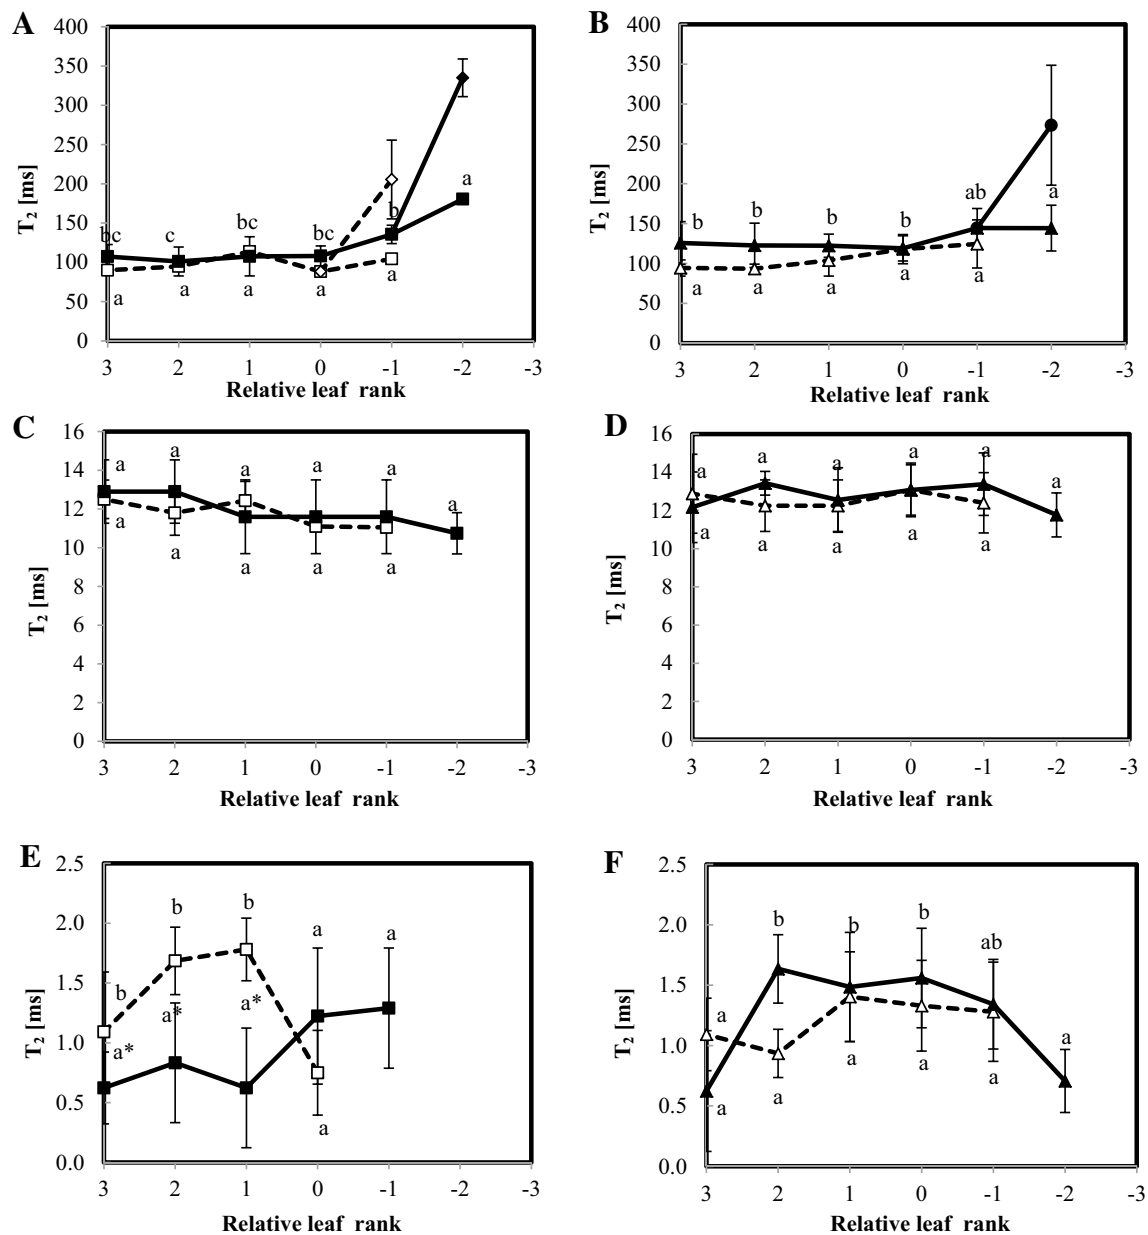 A
400
350
300
250
200
150
100
50
0
T2 [ms]
bc c bc bc b a
a a a a a
3 2 1 0 -1 -2 -3
Relative leaf rank
B
400
350
300
250
200
150
100
50
0
T2 [ms]
b b b b ab a
a a a a a
3 2 1 0 -1 -2 -3
Relative leaf rank
C
16
14
12
10
8
6
4
2
0
T2 [ms]
a a a a a a
a a a a a
3 2 1 0 -1 -2 -3
Relative leaf rank
D
16
14
12
10
8
6
4
2
0
T2 [ms]
a a a a a a
a a a a a
3 2 1 0 -1 -2 -3
Relative leaf rank
E
2.5
2.0
1.5
1.0
0.5
0.0
T2 [ms]
b b b a a
a* a* a* a
3 2 1 0 -1 -2 -3
Relative leaf rank
F
2.5
2.0
1.5
1.0
0.5
0.0
T2 [ms]
a b b b ab a
a a a a a
3 2 1 0 -1 -2 -3
Relative leaf rank